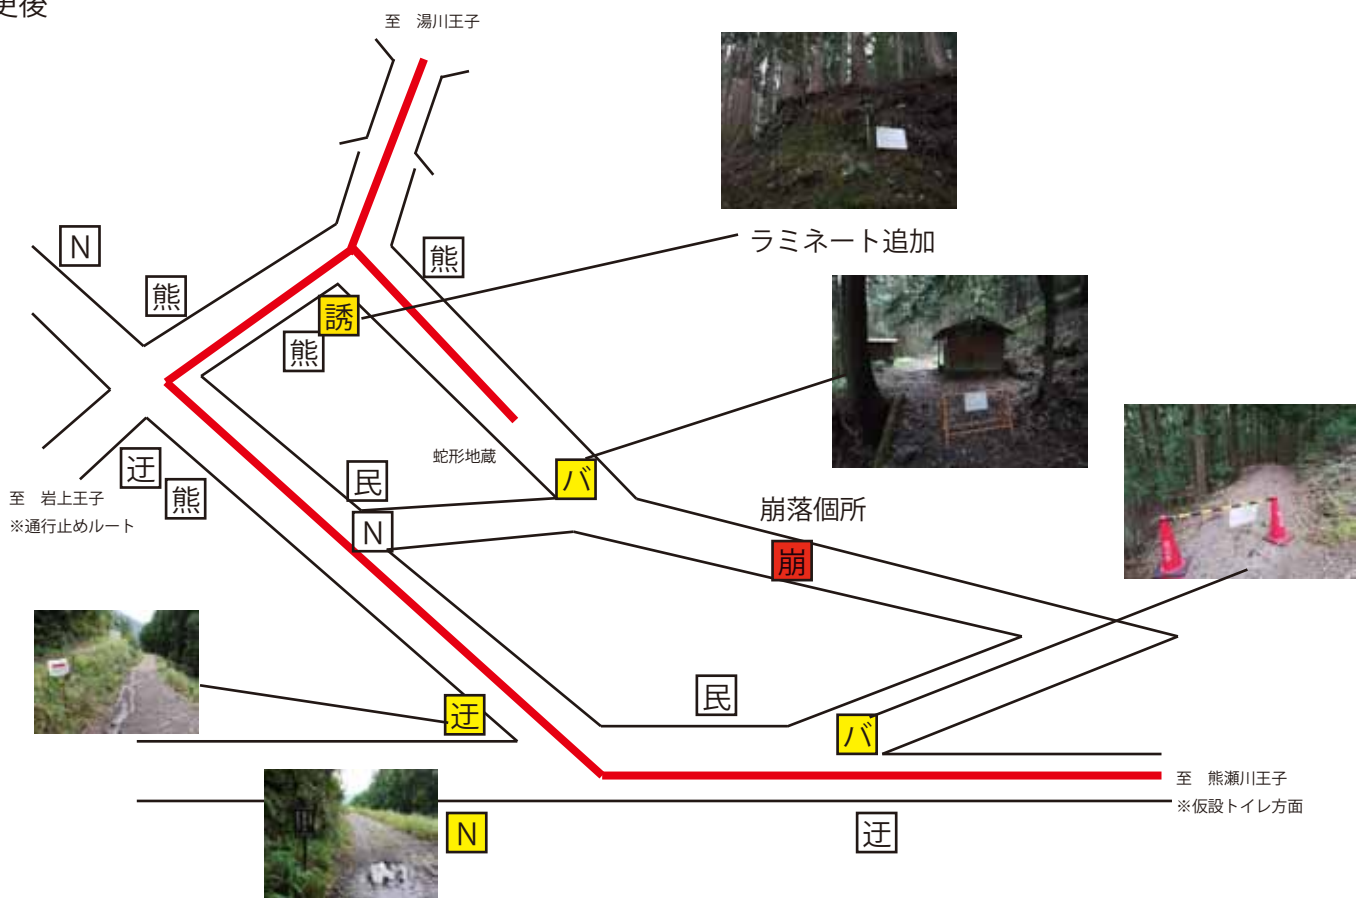 更後
至　湯川王子
ラミネート追加
N
熊
熊
誘
熊
蛇形地蔵
バ
民
N
迂
熊
至　岩上王子
※通行止めルート
崩落個所
崩
民
迂
バ
至　熊瀬川王子
※仮設トイレ方面
N
迂